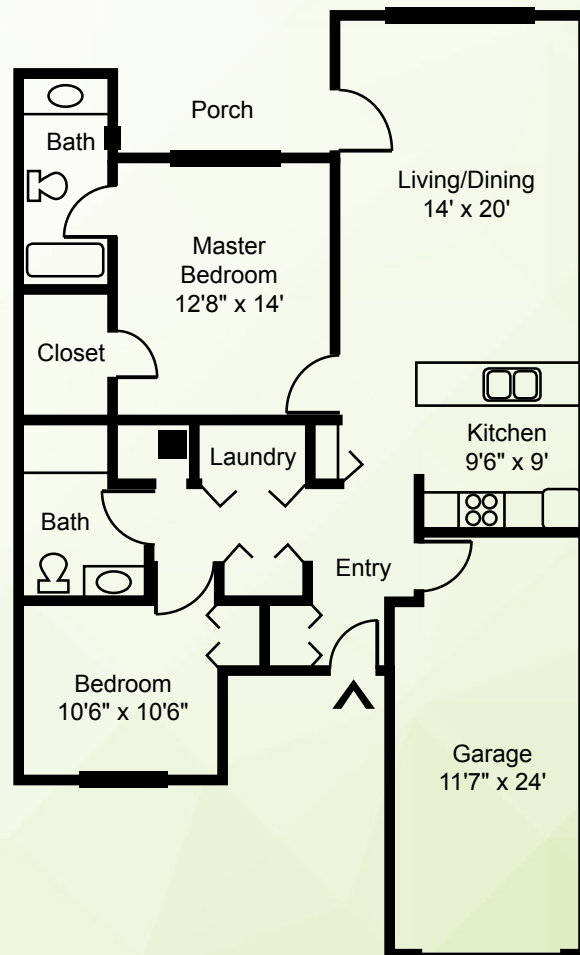 Porch
Bath
Living/Dining
14' x 20'
Master
Bedroom
12'8" x 14'
Closet
Kitchen
9'6" x 9'
Laundry
Bath
Entry
Bedroom
10'6" x 10'6"
Garage
11'7" x 24'